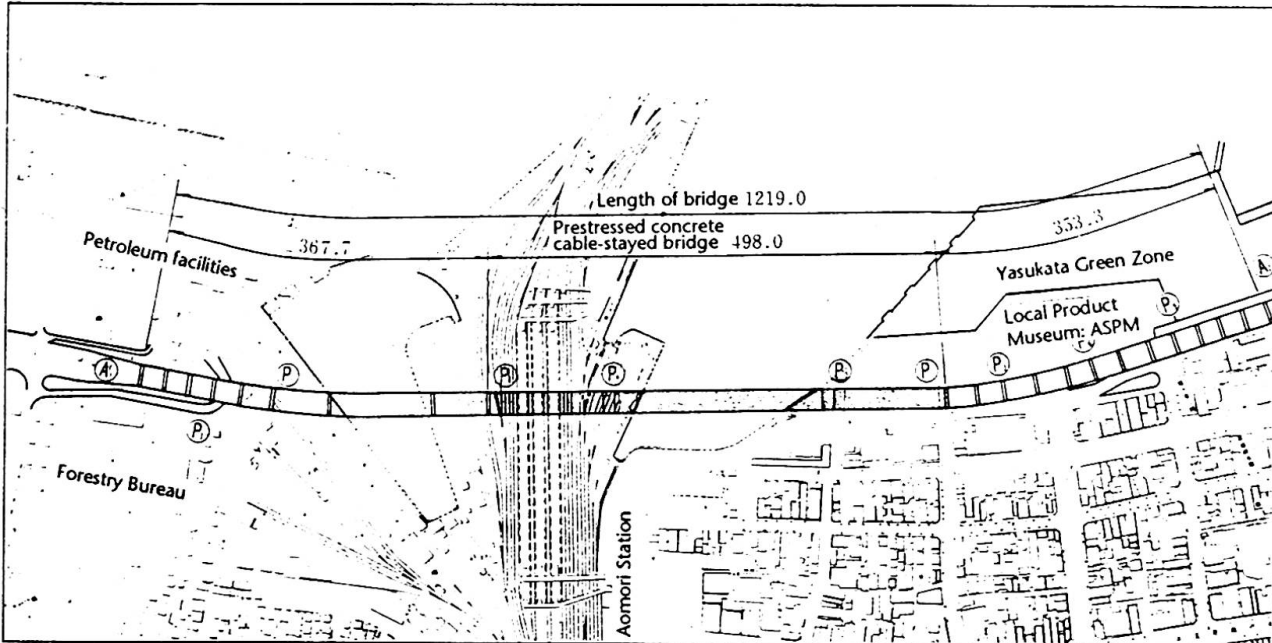 Length of bridge 1219.0
Prestressed concrete
cable-stayed bridge 498.0
367.7
353.3
Petroleum facilities
Yasukata Green Zone
Local Product
Museum: ASPM
A
A
P
P
P
P
Forestry Bureau
Aomori Station